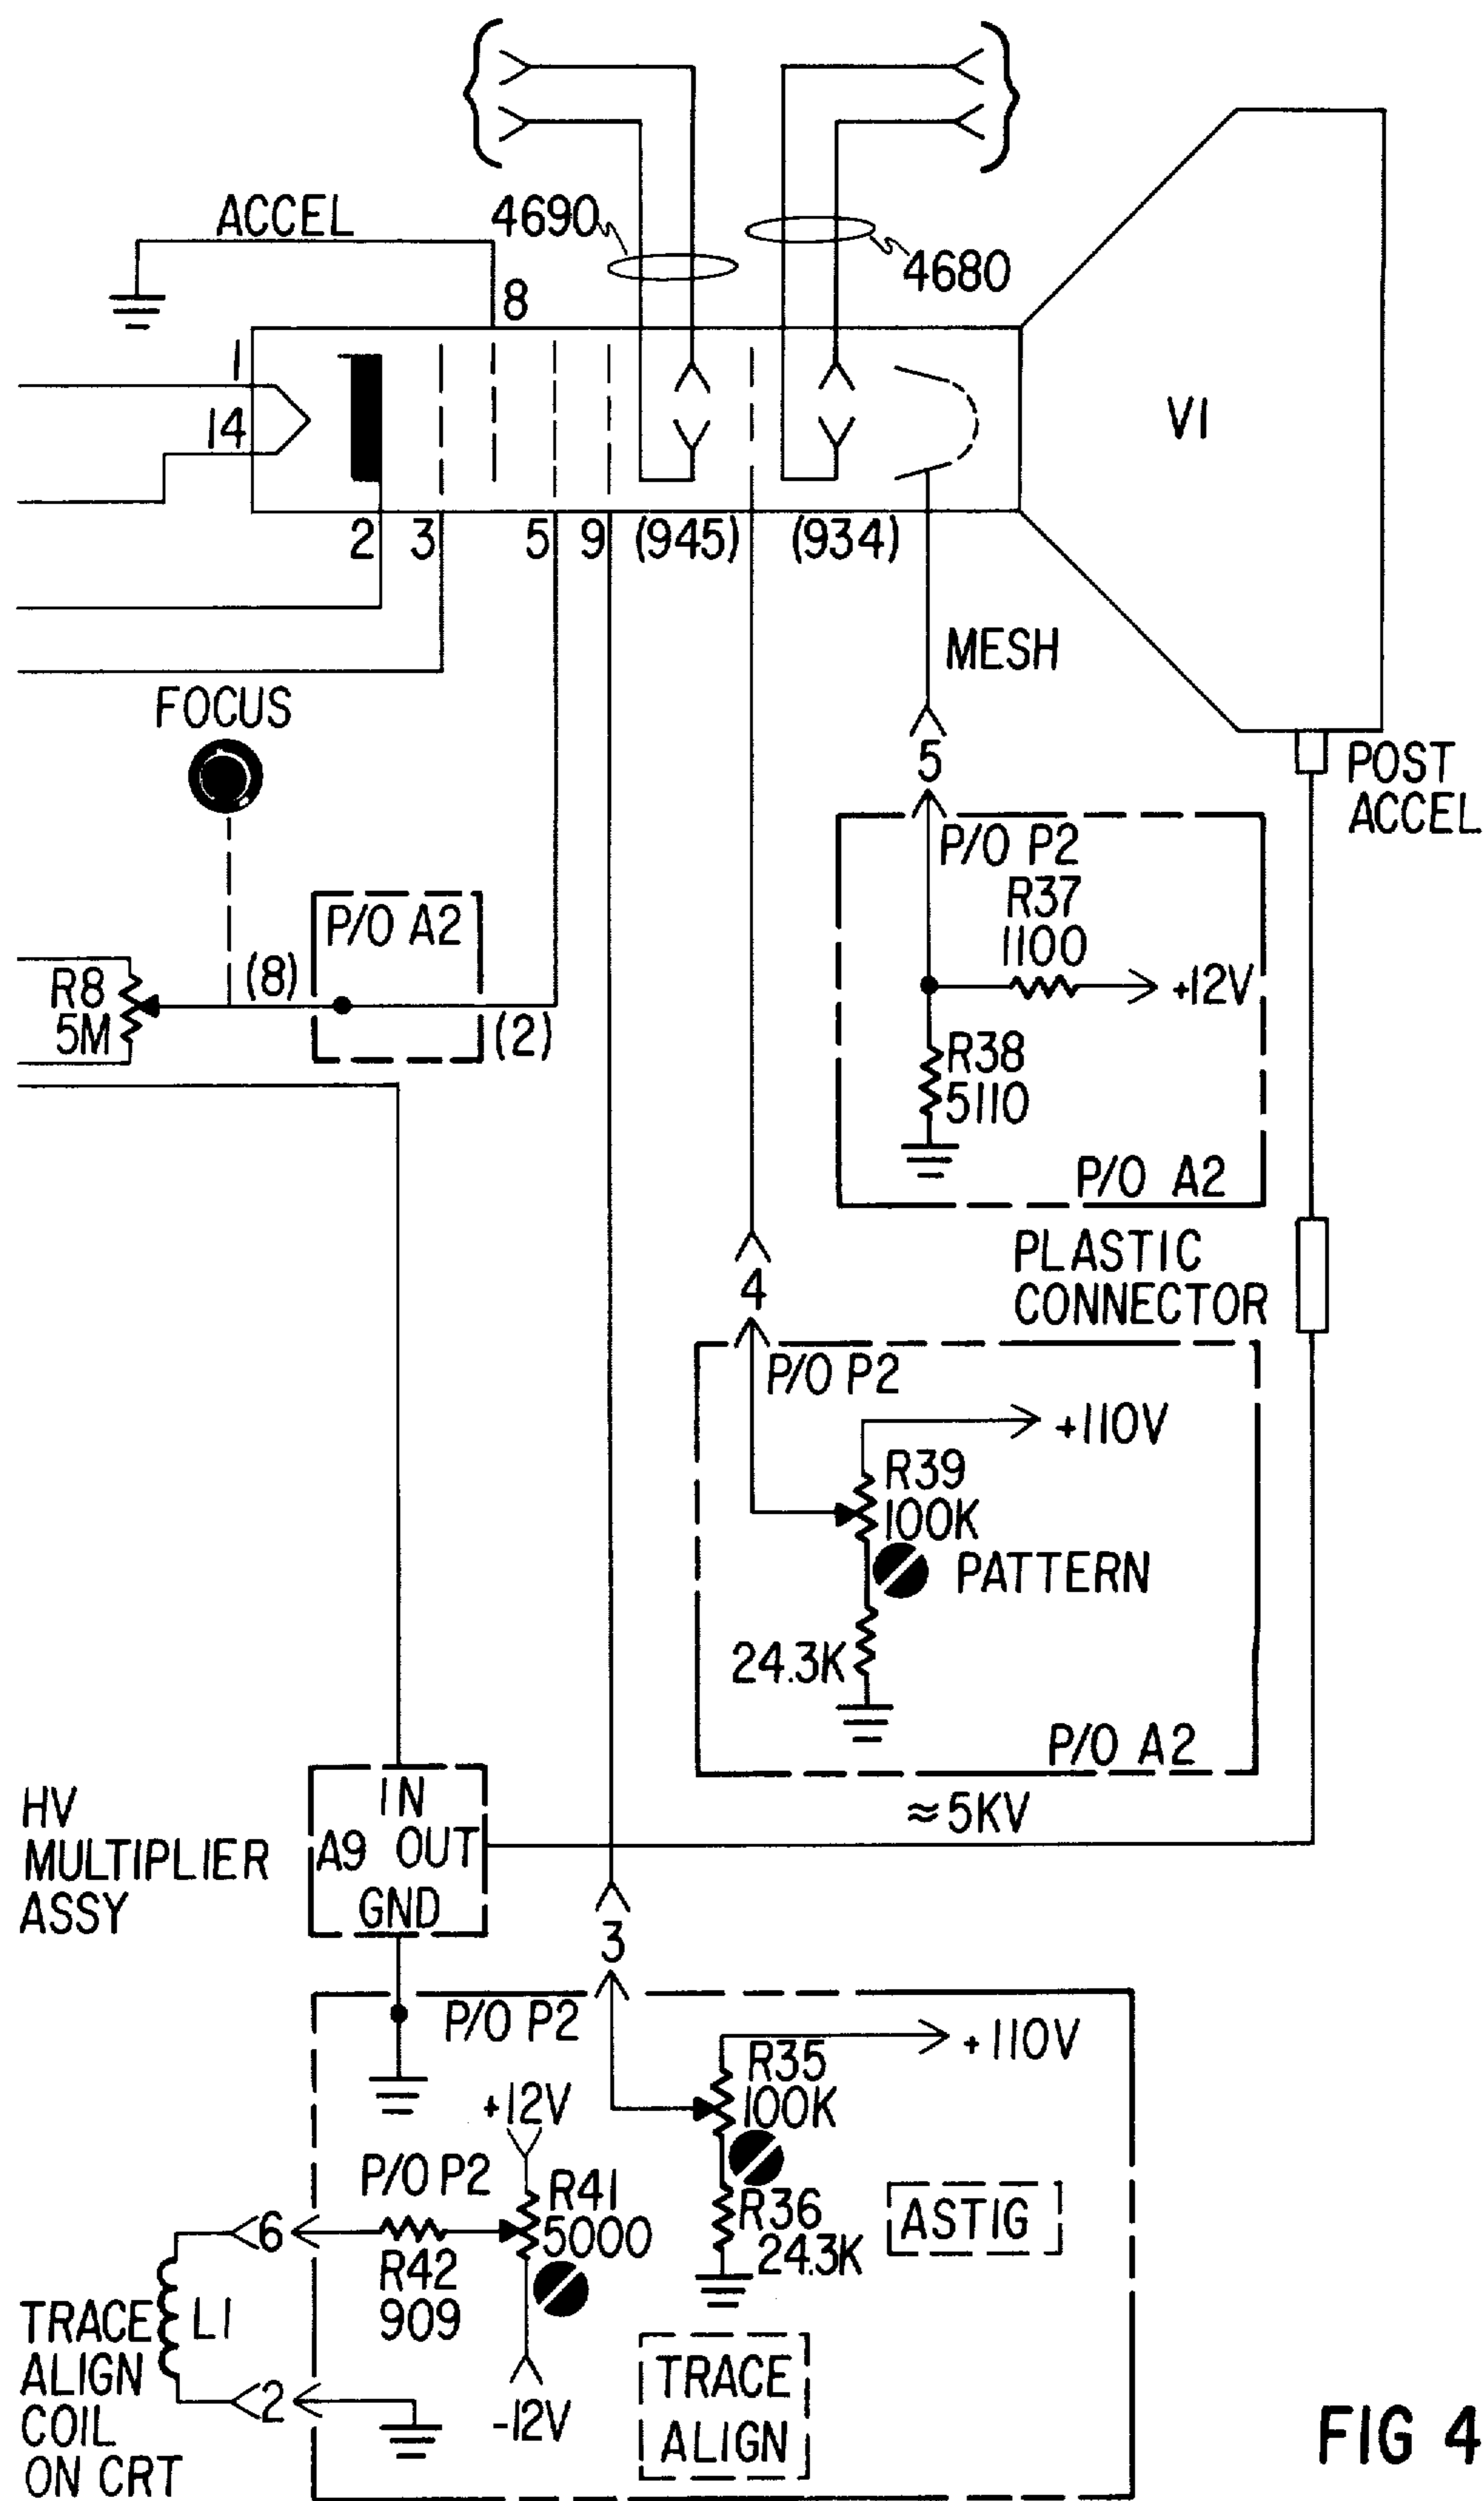 ACCEL
4690
4680
8
1
14
V1
2 3 5 9 (945) (934)
MESH
FOCUS
5
POST
ACCEL
P/O P2
R37
1100
P/O A2
+12V
(8)
R8
5M
(2)
R38
5110
P/O A2
PLASTIC
CONNECTOR
4
P/O P2
+110V
R39
100K
PATTERN
24.3K
P/O A2
≈5KV
HV
MULTIPLIER
ASSY
IN
A9 OUT
GND
3
P/O P2
+110V
R35
100K
+12V
P/O P2
R41
5000
R36
24.3K
ASTIG
6
R42
909
TRACE
ALIGN
COIL
ON CRT
L1
2
-12V
TRACE
ALIGN
FIG 4